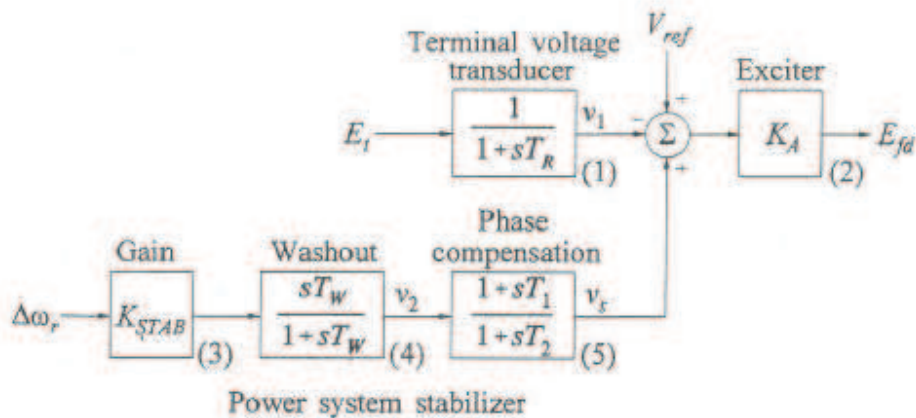 V_ref
Terminal voltage
transducer
Exciter
E_t
1
1+sT_R
(1)
v_1
−
+
Σ
+
K_A
(2)
E_fd
Phase
compensation
Gain
Washout
Δω_r
K_STAB
(3)
sT_W
1+sT_W
(4)
v_2
1+sT_1
1+sT_2
(5)
v_s
Power system stabilizer